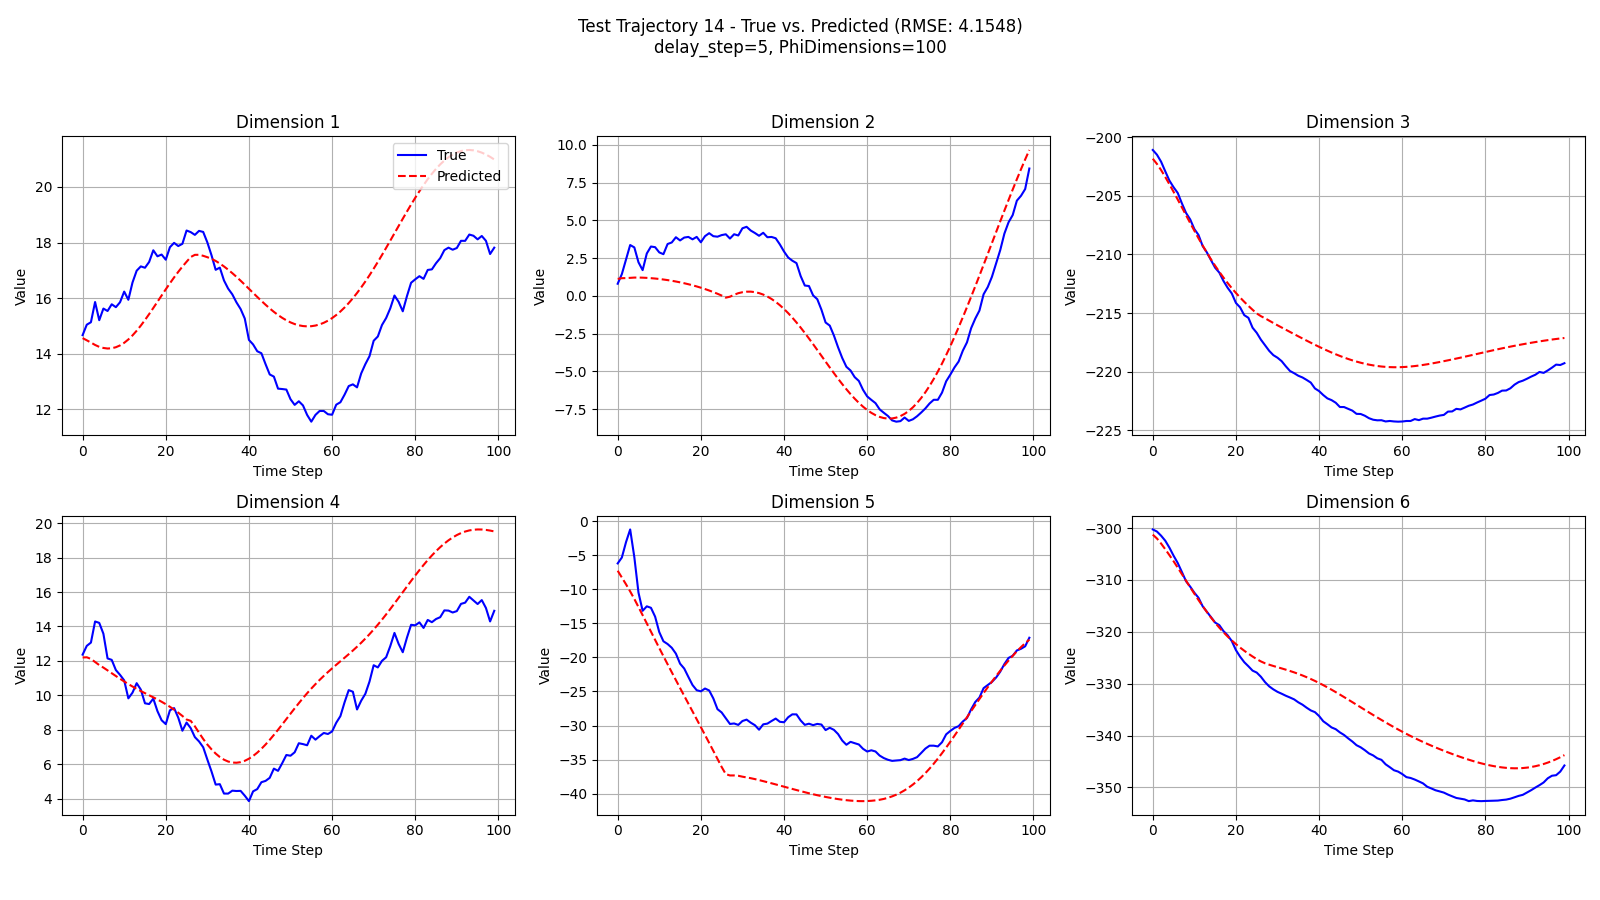 Test Trajectory 14 - True vs. Predicted (RMSE: 4.1548)
delay_step=5, PhiDimensions=100
Dimension 1
True
Predicted
Value
20
18
16
14
12
0 20 40 60 80 100
Time Step
Dimension 2
Value
10.0
7.5
5.0
2.5
0.0
−2.5
−5.0
−7.5
0 20 40 60 80 100
Time Step
Dimension 3
Value
−200
−205
−210
−215
−220
−225
0 20 40 60 80 100
Time Step
Dimension 4
Value
20
18
16
14
12
10
8
6
4
0 20 40 60 80 100
Time Step
Dimension 5
Value
0
−5
−10
−15
−20
−25
−30
−35
−40
0 20 40 60 80 100
Time Step
Dimension 6
Value
−300
−310
−320
−330
−340
−350
0 20 40 60 80 100
Time Step